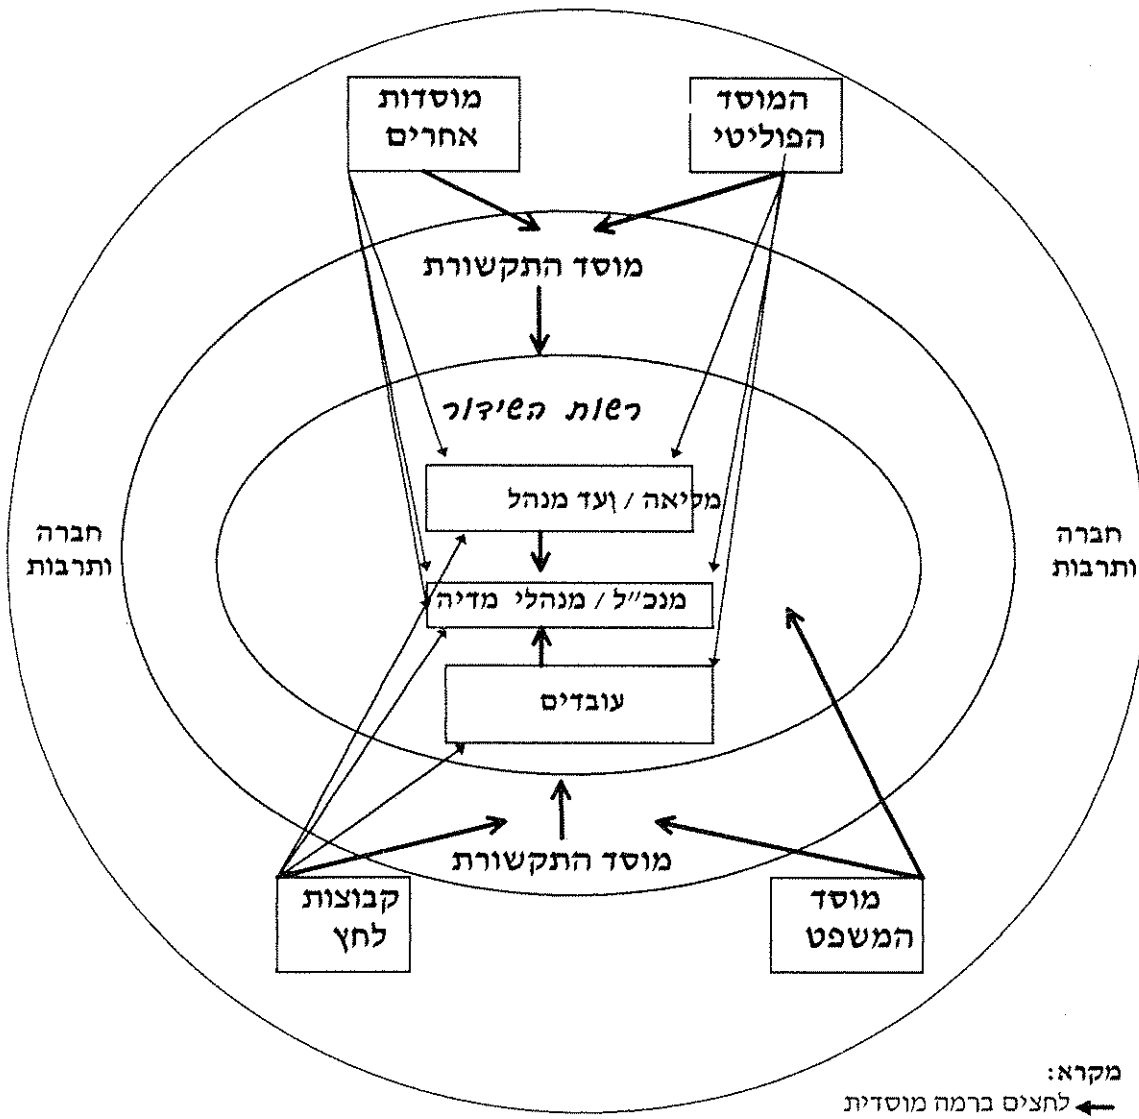 המוסד
הפוליטי
מוסדות
אחרים
מוסד התקשורת
רשות השידור
מליאה / ועד מנהל
חברה
ותרבות
חברה
ותרבות
מנכ"ל / מנהלי מדיה
עובדים
מוסד התקשורת
מוסד
המשפט
קבוצות
לחץ
מקרא:
לחצים ברמה מוסדית